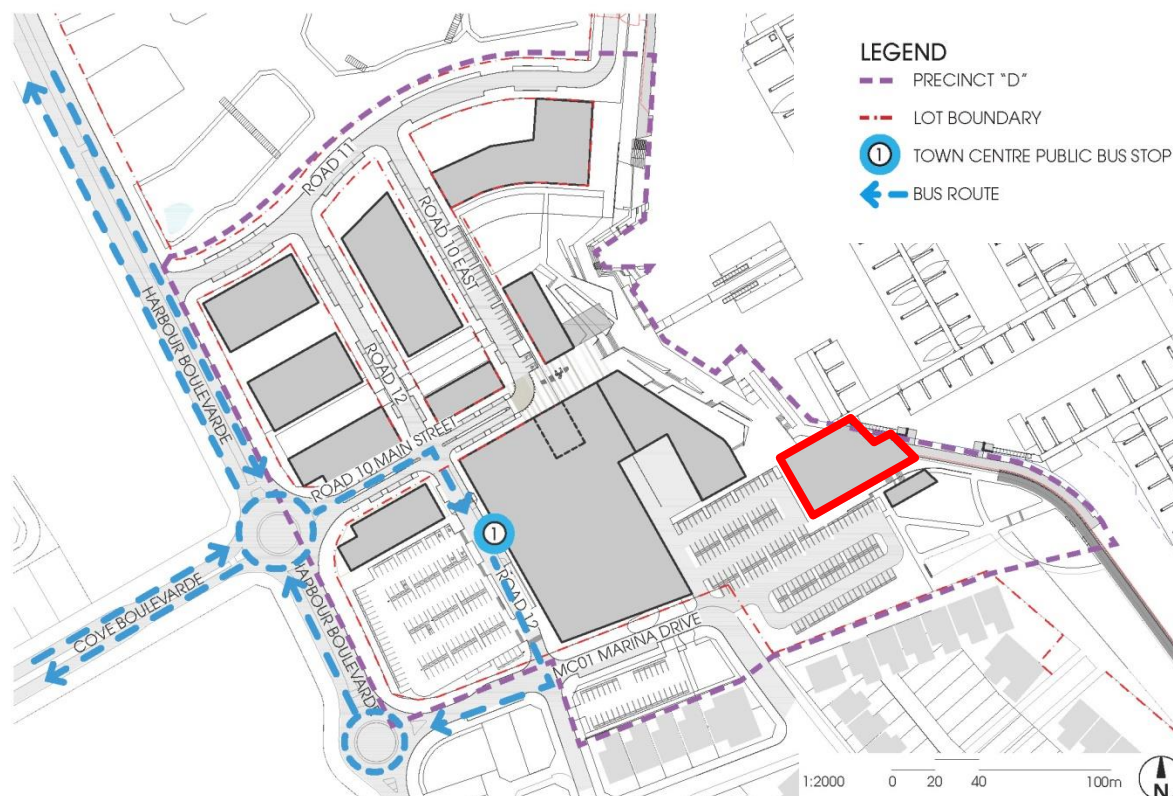 LEGEND
PRECINCT "D"
LOT BOUNDARY
1 TOWN CENTRE PUBLIC BUS STOP
BUS ROUTE
ROAD 11
ROAD 10 EAST
HARBOUR BOULEVARDE
ROAD 12
ROAD 10 MAIN STREET
1
ROAD 12
COVE BOULEVARDE
HARBOUR BOULEVARDE
MC01 MARINA DRIVE
1:2000 0 20 40 100m
N